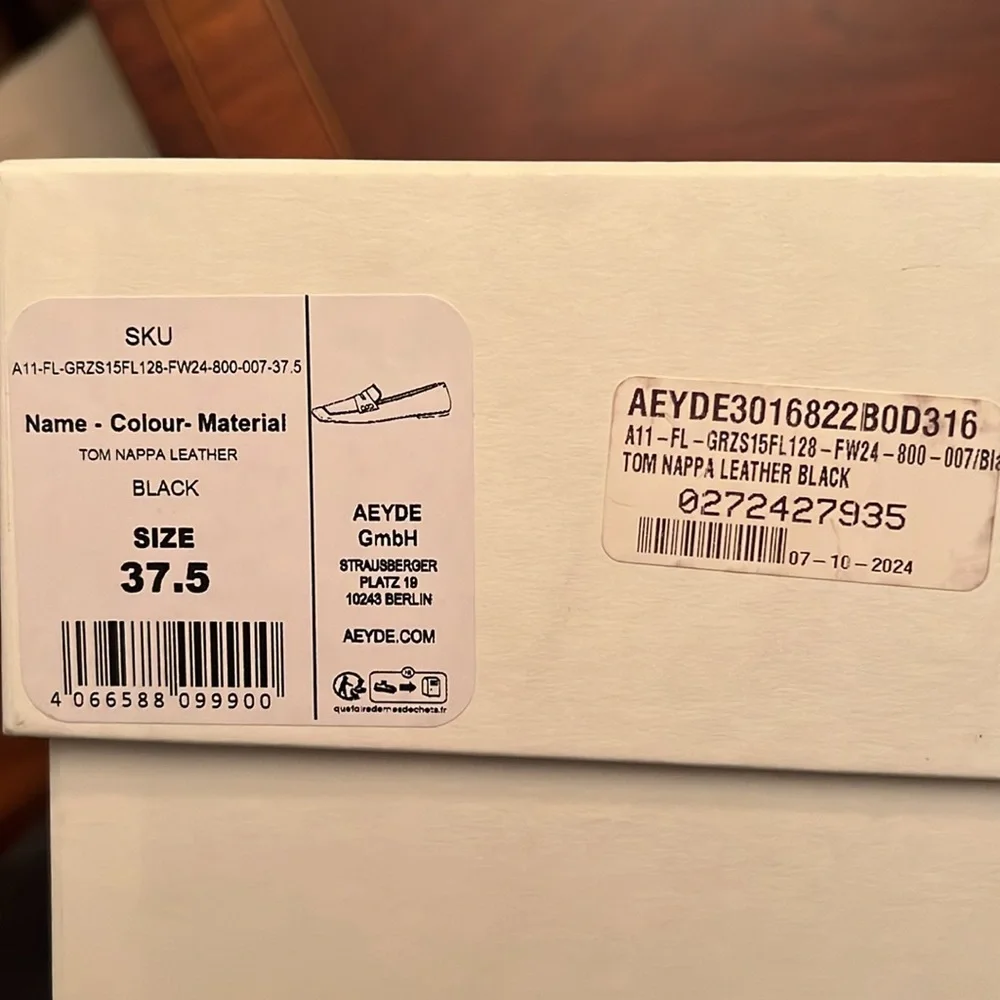 SKU
A11-FL-GRZS15FL128-FW24-800-007-37.5
Name - Colour- Material
TOM NAPPA LEATHER
BLACK
SIZE
37.5
4 066588 099900
AEYDE
GmbH
STRAUSBERGER
PLATZ 19
10243 BERLIN
AEYDE.COM
quefairedemesdechets.fr
AEYDE3016822B0D316
A11-FL-GRZS15FL128-FW24-800-007/Bla
TOM NAPPA LEATHER BLACK
0272427935
07-10-2024